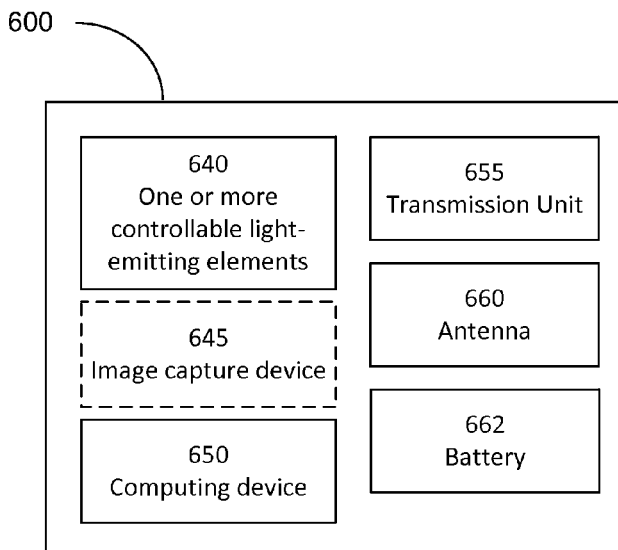 600
640
One or more
controllable light-
emitting elements
645
Image capture device
650
Computing device
655
Transmission Unit
660
Antenna
662
Battery